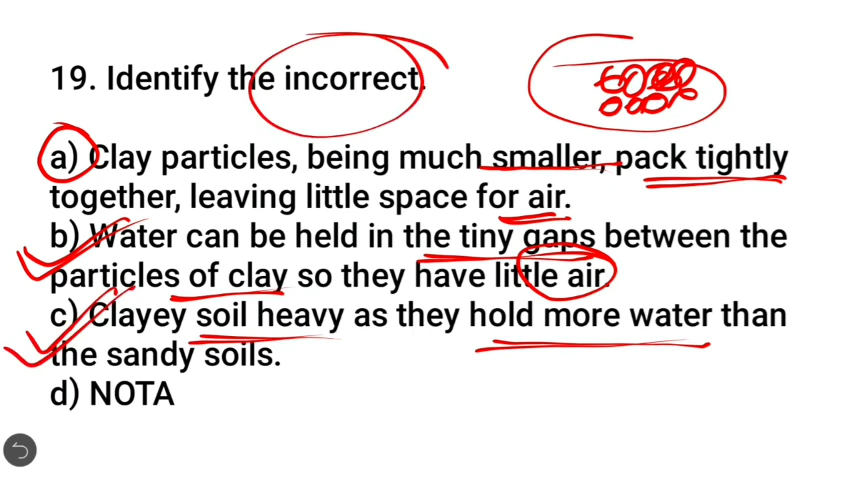 19. Identify the incorrect.
a) Clay particles, being much smaller, pack tightly
together, leaving little space for air.
b) Water can be held in the tiny gaps between the
particles of clay so they have little air.
c) Clayey soil heavy as they hold more water than
the sandy soils.
d) NOTA